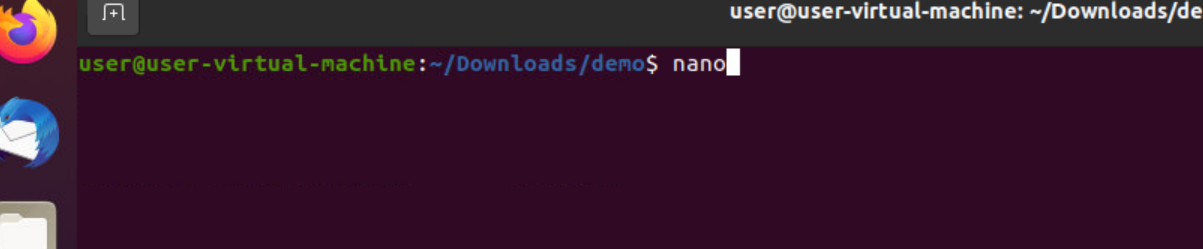 user@user-virtual-machine: ~/Downloads/de
user@user-virtual-machine:~/Downloads/demo$ nano